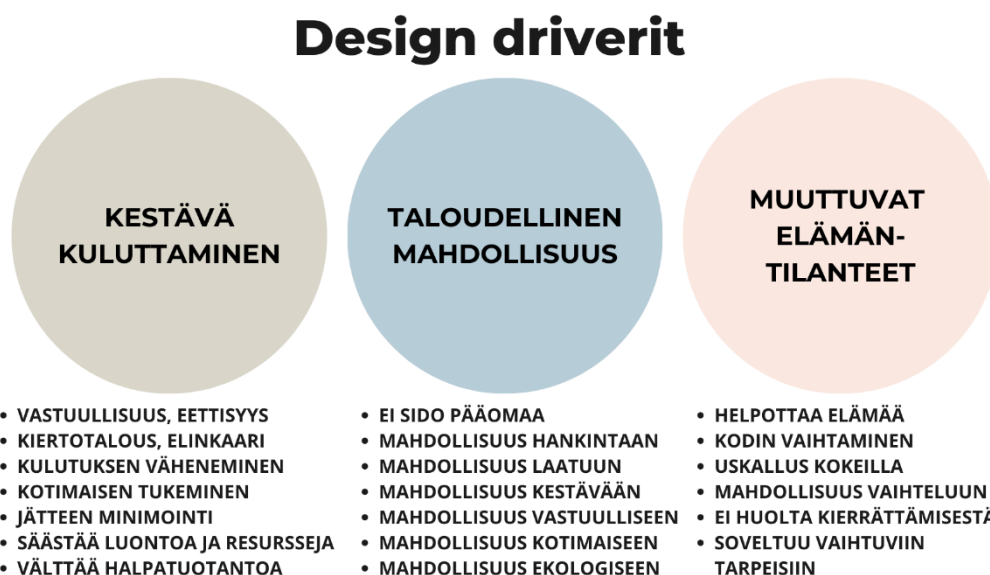 Design driverit
KESTÄVÄ
KULUTTAMINEN
TALOUDELLINEN
MAHDOLLISUUS
MUUTTUVAT
ELÄMÄN-
TILANTEET
• VASTUULLISUUS, EETTISYYS
• KIERTOTALOUS, ELINKAARI
• KULUTUKSEN VÄHENEMINEN
• KOTIMAISEN TUKEMINEN
• JÄTTEEN MINIMOINTI
• SÄÄSTÄÄ LUONTOA JA RESURSSEJA
• VÄLTTÄÄ HALPATUOTANTOA
• EI SIDO PÄÄOMAA
• MAHDOLLISUUS HANKINTAAN
• MAHDOLLISUUS LAATUUN
• MAHDOLLISUUS KESTÄVÄÄN
• MAHDOLLISUUS VASTUULLISEEN
• MAHDOLLISUUS KOTIMAISEEN
• MAHDOLLISUUS EKOLOGISEEN
• HELPOTTAA ELÄMÄÄ
• KODIN VAIHTAMINEN
• USKALLUS KOKEILLA
• MAHDOLLISUUS VAIHTELUUN
• EI HUOLTA KIERRÄTTÄMISESTÄ
• SOVELTUU VAIHTUVIIN
TARPEISIIN